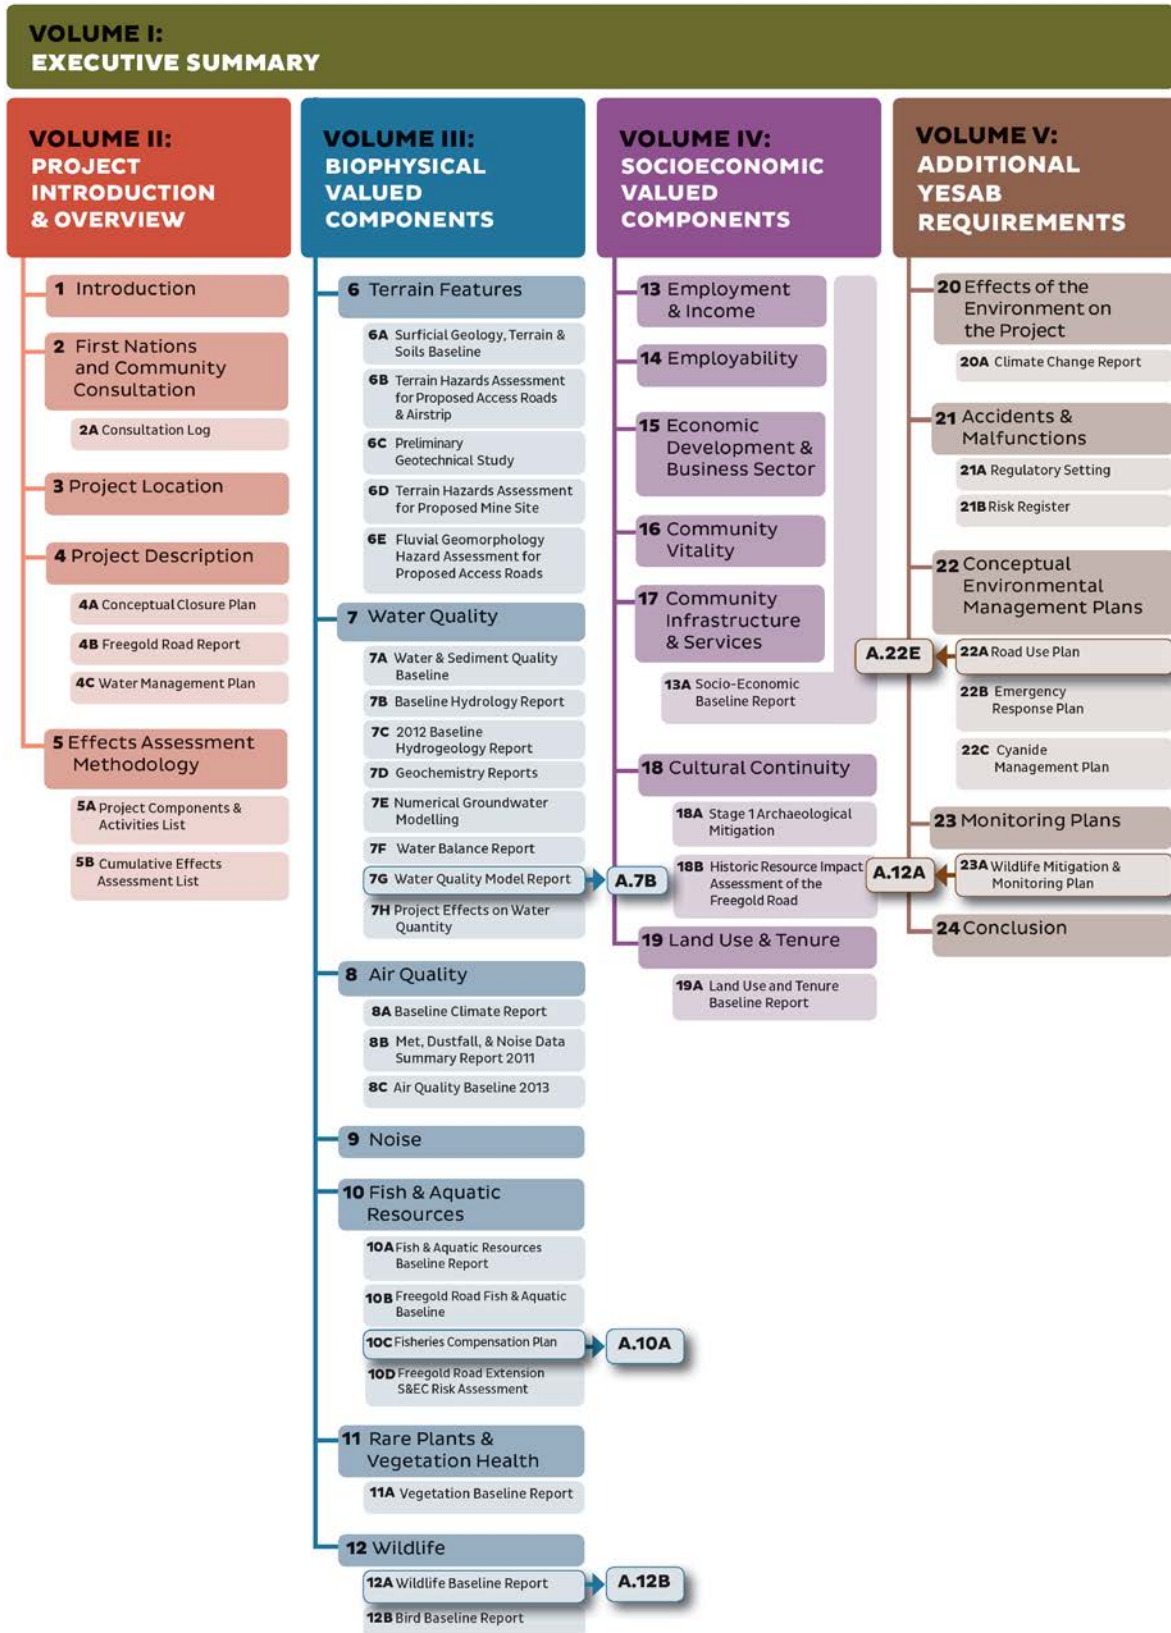 VOLUME I:
EXECUTIVE SUMMARY
VOLUME II:
PROJECT
INTRODUCTION
& OVERVIEW
1 Introduction
2 First Nations
and Community
Consultation
2A Consultation Log
3 Project Location
4 Project Description
4A Conceptual Closure Plan
4B Freegold Road Report
4C Water Management Plan
5 Effects Assessment
Methodology
5A Project Components &
Activities List
5B Cumulative Effects
Assessment List
VOLUME III:
BIOPHYSICAL
VALUED
COMPONENTS
6 Terrain Features
6A Surficial Geology, Terrain &
Soils Baseline
6B Terrain Hazards Assessment
for Proposed Access Roads
& Airstrip
6C Preliminary
Geotechnical Study
6D Terrain Hazards Assessment
for Proposed Mine Site
6E Fluvial Geomorphology
Hazard Assessment for
Proposed Access Roads
7 Water Quality
7A Water & Sediment Quality
Baseline
7B Baseline Hydrology Report
7C 2012 Baseline
Hydrogeology Report
7D Geochemistry Reports
7E Numerical Groundwater
Modelling
7F Water Balance Report
7G Water Quality Model Report
A.7B
7H Project Effects on Water
Quantity
8 Air Quality
8A Baseline Climate Report
8B Met, Dustfall, & Noise Data
Summary Report 2011
8C Air Quality Baseline 2013
9 Noise
10 Fish & Aquatic
Resources
10A Fish & Aquatic Resources
Baseline Report
10B Freegold Road Fish & Aquatic
Baseline
10C Fisheries Compensation Plan
A.10A
10D Freegold Road Extension
S&EC Risk Assessment
11 Rare Plants &
Vegetation Health
11A Vegetation Baseline Report
12 Wildlife
12A Wildlife Baseline Report
A.12B
12B Bird Baseline Report
VOLUME IV:
SOCIOECONOMIC
VALUED
COMPONENTS
13 Employment
& Income
14 Employability
15 Economic
Development &
Business Sector
16 Community
Vitality
17 Community
Infrastructure
& Services
13A Socio-Economic
Baseline Report
18 Cultural Continuity
18A Stage 1 Archaeological
Mitigation
18B Historic Resource Impact
Assessment of the
Freegold Road
19 Land Use & Tenure
19A Land Use and Tenure
Baseline Report
VOLUME V:
ADDITIONAL
YESAB
REQUIREMENTS
20 Effects of the
Environment on
the Project
20A Climate Change Report
21 Accidents &
Malfunctions
21A Regulatory Setting
21B Risk Register
22 Conceptual
Environmental
Management Plans
A.22E
22A Road Use Plan
22B Emergency
Response Plan
22C Cyanide
Management Plan
23 Monitoring Plans
A.12A
23A Wildlife Mitigation &
Monitoring Plan
24 Conclusion